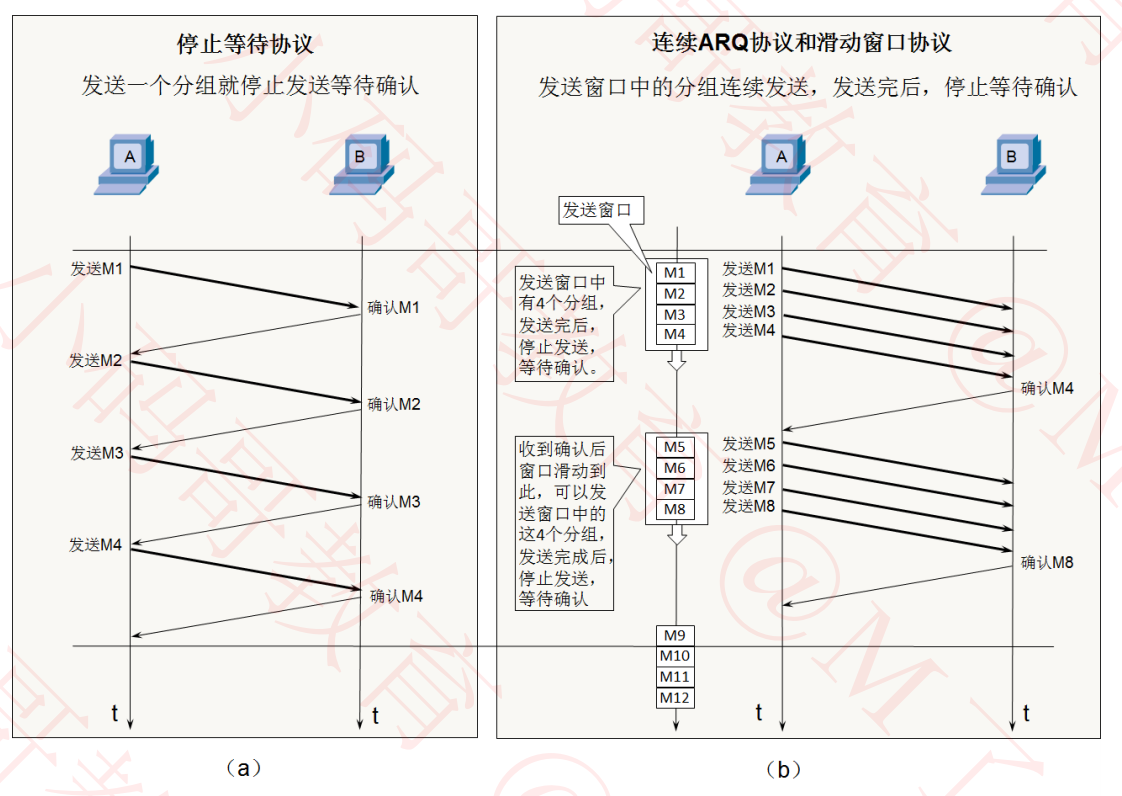 停止等待协议
发送一个分组就停止发送等待确认
A
B
发送M1
确认M1
发送M2
确认M2
发送M3
确认M3
发送M4
确认M4
t
t
(a)
连续ARQ协议和滑动窗口协议
发送窗口中的分组连续发送，发送完后，停止等待确认
A
B
发送窗口
发送窗口中
有4个分组，
发送完后，
停止发送，
等待确认。
M1
M2
M3
M4
发送M1
发送M2
发送M3
发送M4
确认M4
收到确认后
窗口滑动到
此，可以发
送窗口中的
这4个分组，
发送完成后，
停止发送，
等待确认
M5
M6
M7
M8
发送M5
发送M6
发送M7
发送M8
确认M8
M9
M10
M11
M12
t
t
(b)
小码哥教育
小码哥教育